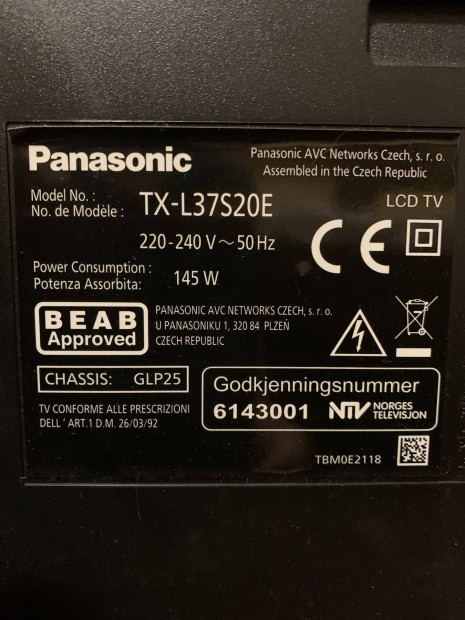 Panasonic
Panasonic AVC Networks Czech, s. r. o.
Assembled in the Czech Republic
Model No. :
No. de Modèle : TX-L37S20E
LCD TV
220-240 V ~ 50 Hz
CE
Power Consumption :
Potenza Assorbita: 145 W
BEAB
Approved
PANASONIC AVC NETWORKS CZECH, s. r. o.
U PANASONIKU 1, 320 84 PLZEŇ
CZECH REPUBLIC
CHASSIS: GLP25
Godkjenningsnummer
6143001 NTV NORGES
TELEVISJON
TV CONFORME ALLE PRESCRIZIONI
DELL ' ART.1 D.M. 26/03/92
TBM0E2118